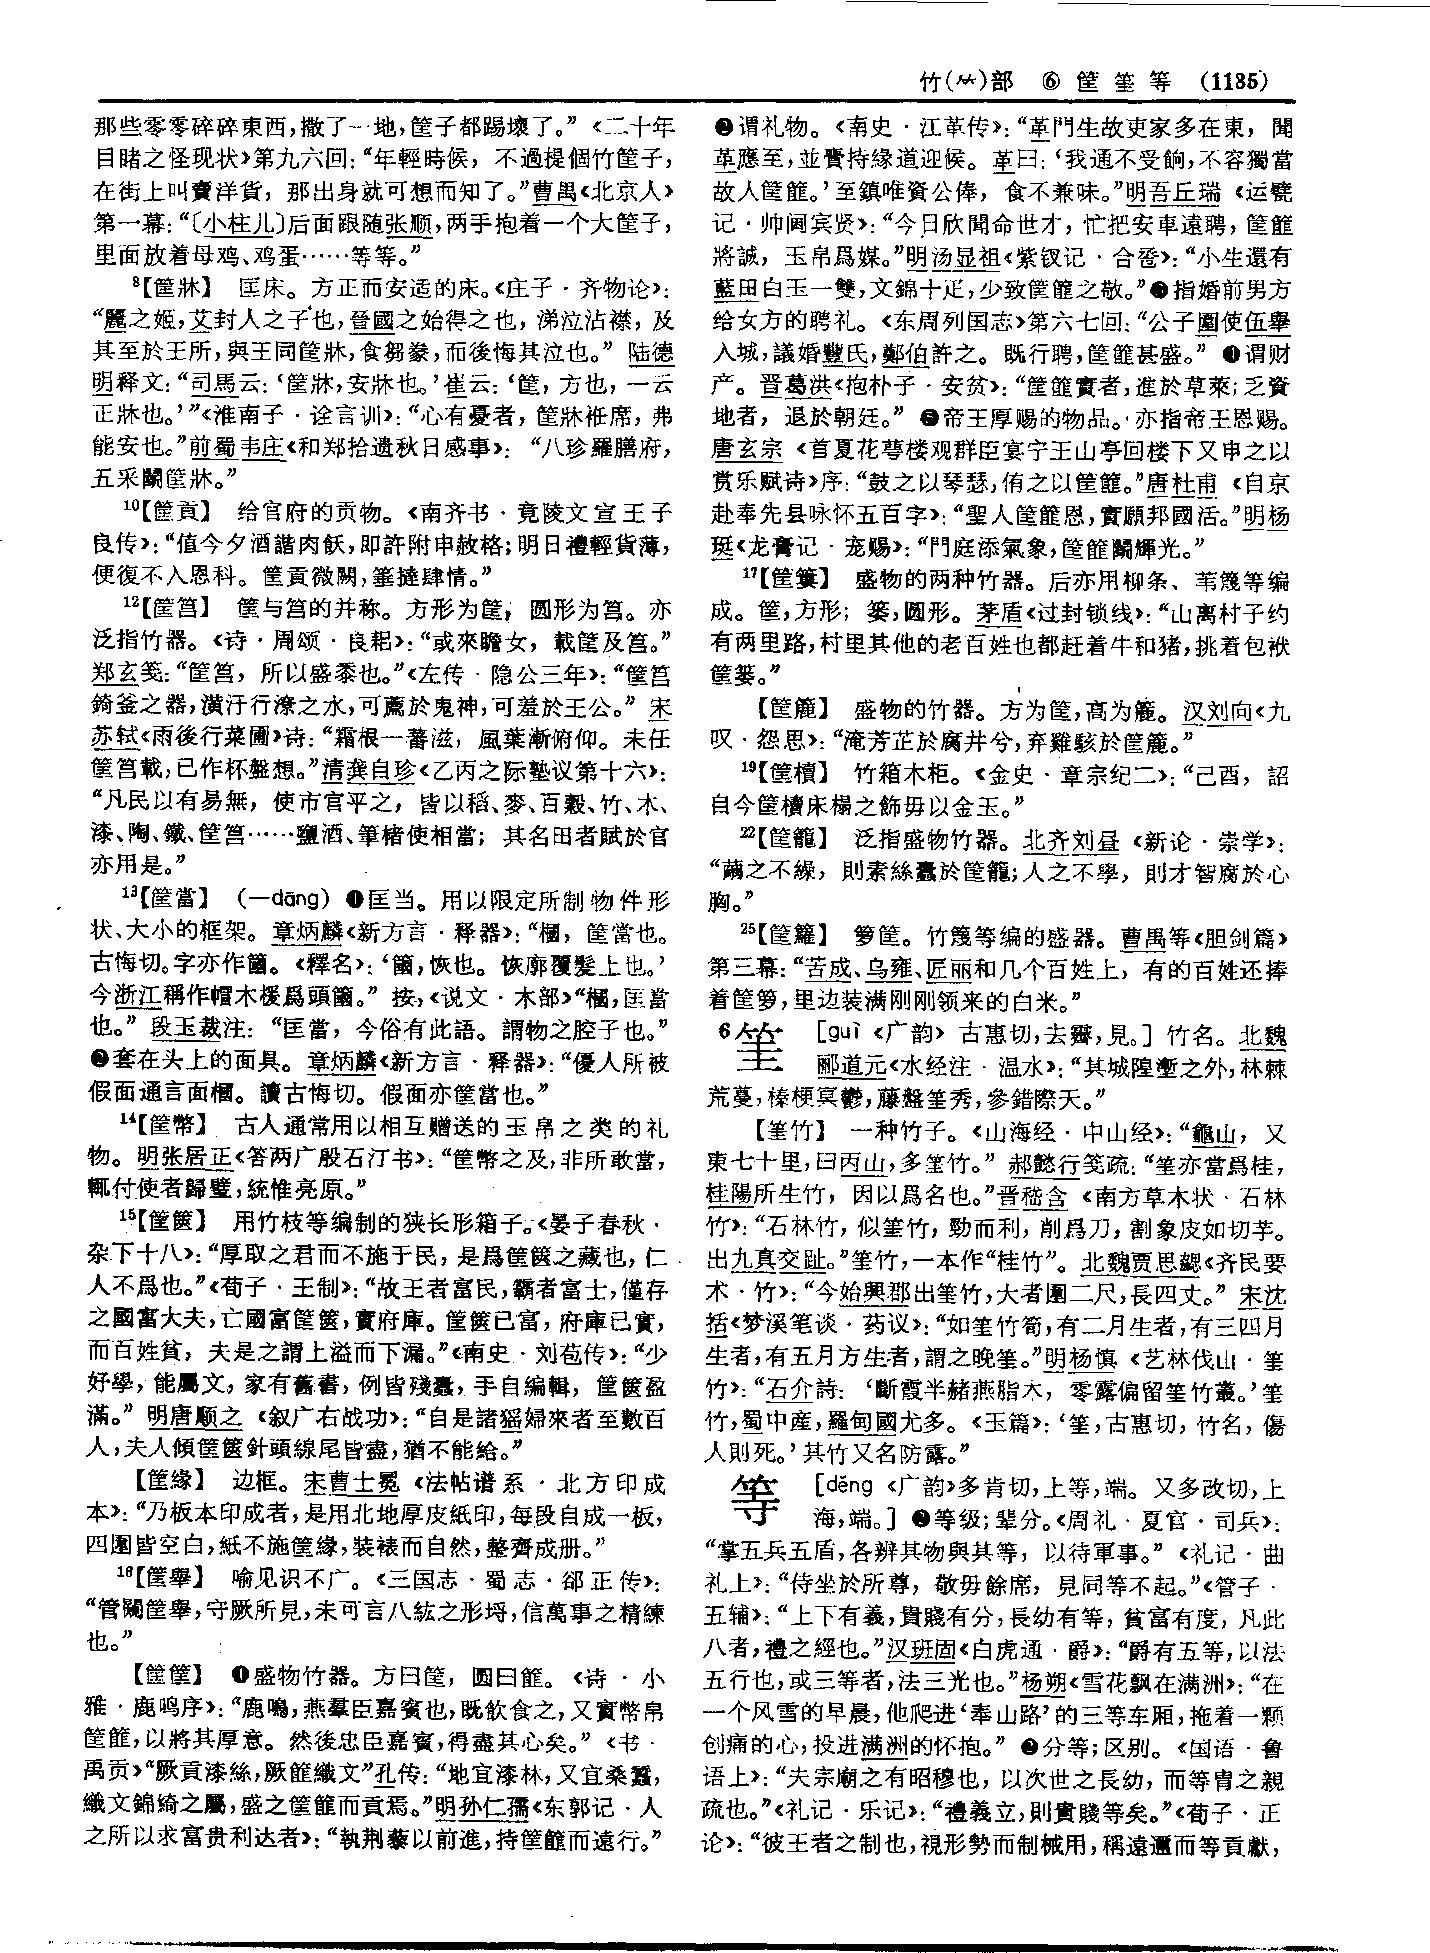 竹(⺮)部 ⑥ 筐 筀 等 (1135)
那些零零碎碎東西,撒了一地,筐子都踢壞了。”《二十年
目睹之怪现状》第九六回:“年輕時候，不過提個竹筐子,
在街上叫賣洋貨，那出身就可想而知了。”曹禺《北京人》
第一幕:“〔小柱儿〕后面跟随张顺,两手抱着一个大筐子,
里面放着母鸡、鸡蛋……等等。”
⁸【筐牀】 匡床。方正而安适的床。《庄子·齐物论》:
“麗之姬,艾封人之子也,晉國之始得之也，涕泣沾襟，及
其至於王所,與王同筐牀,食芻豢,而後悔其泣也。”陆德
明释文:“司馬云:‘筐牀,安牀也。’崔云:‘筐，方也，一云
正牀也。’”《淮南子·诠言训》:“心有憂者，筐牀袵席，弗
能安也。”前蜀韦庄《和郑拾遗秋日感事》:“八珍羅膳府,
五采闢筐牀。”
¹⁰【筐貢】 给官府的贡物。《南齐书·竟陵文宣王子
良传》:“值今夕酒諧肉飫,即許附申赦格;明日禮輕貨薄,
便復不入恩科。筐貢微闕,箠撻肆情。”
¹²【筐筥】 筐与筥的并称。方形为筐，圆形为筥。亦
泛指竹器。《诗·周颂·良耜》:“或來瞻女，載筐及筥。”
郑玄笺:“筐筥，所以盛黍也。”《左传·隐公三年》:“筐筥
錡釜之器,潢汙行潦之水,可薦於鬼神,可羞於王公。”宋
苏轼《雨後行菜圃》诗:“霜根一蕃滋，風葉漸俯仰。未任
筐筥載,已作杯盤想。”清龚自珍《乙丙之际塾议第十六》:
“凡民以有易無，使市官平之，皆以稻、麥、百穀、竹、木、
漆、陶、鐵、筐筥……鹽酒、筆楮使相當；其名田者賦於官
亦用是。”
¹³【筐當】 (一dāng) ❶匡当。用以限定所制物件形
状、大小的框架。章炳麟《新方言·释器》:“槶，筐當也。
古悔切。字亦作簂。《釋名》:‘簂,恢也。恢廓覆髮上也。’
今浙江稱作帽木楥爲頭簂。”按,《说文·木部》“槶,匡當
也。”段玉裁注:“匡當，今俗有此語。謂物之腔子也。”
❷套在头上的面具。章炳麟《新方言·释器》:“優人所被
假面通言面槶。讀古悔切。假面亦筐當也。”
¹⁴【筐幣】 古人通常用以相互赠送的玉帛之类的礼
物。明张居正《答两广殷石汀书》:“筐幣之及,非所敢當,
輒付使者歸璧,統惟亮原。”
¹⁵【筐篋】 用竹枝等编制的狭长形箱子。《晏子春秋·
杂下十八》:“厚取之君而不施于民，是爲筐篋之藏也，仁
人不爲也。”《荀子·王制》:“故王者富民,霸者富士,僅存
之國富大夫,亡國富筐篋,實府庫。筐篋已富，府庫已實,
而百姓貧，夫是之謂上溢而下漏。”《南史·刘苞传》:“少
好學，能屬文，家有舊書，例皆殘蠹，手自編輯，筐篋盈
滿。”明唐顺之《叙广右战功》:“自是諸猺婦來者至數百
人,夫人傾筐篋針頭線尾皆盡,猶不能給。”
【筐緣】 边框。宋曹士冕《法帖谱系·北方印成
本》:“乃板本印成者,是用北地厚皮紙印,每段自成一板,
四圍皆空白,紙不施筐緣,裝裱而自然,整齊成册。”
¹⁶【筐舉】 喻见识不广。《三国志·蜀志·郤正传》:
“管闚筐舉,守厥所見,未可言八紘之形埒,信萬事之精練
也。”
【筐篚】 ❶盛物竹器。方曰筐，圆曰篚。《诗·小
雅·鹿鸣序》:“鹿鳴,燕羣臣嘉賓也,既飲食之,又實幣帛
筐篚,以將其厚意。然後忠臣嘉賓,得盡其心矣。”《书·
禹贡》“厥貢漆絲,厥篚織文”孔传:“地宜漆林,又宜桑蠶,
織文錦綺之屬,盛之筐篚而貢焉。”明孙仁孺《东郭记·人
之所以求富贵利达者》:“執荆藜以前進,持筐篚而遠行。”
❷谓礼物。《南史·江革传》:“革門生故吏家多在東，聞
革應至,並賫持緣道迎候。革曰:‘我通不受餉,不容獨當
故人筐篚。’至鎮唯資公俸，食不兼味。”明吾丘瑞《运甓
记·帅阃宾贤》:“今日欣聞命世才，忙把安車遠聘，筐篚
將誠，玉帛爲媒。”明汤显祖《紫钗记·合卺》:“小生還有
藍田白玉一雙,文錦十疋,少致筐篚之敬。”❸指婚前男方
给女方的聘礼。《东周列国志》第六七回:“公子圍使伍舉
入城,議婚豐氏,鄭伯許之。既行聘,筐篚甚盛。”❹谓财
产。晋葛洪《抱朴子·安贫》:“筐篚實者,進於草萊;乏資
地者，退於朝廷。”❺帝王厚赐的物品。亦指帝王恩赐。
唐玄宗《首夏花萼楼观群臣宴宁王山亭回楼下又申之以
赏乐赋诗》序:“鼓之以琴瑟,侑之以筐篚。”唐杜甫《自京
赴奉先县咏怀五百字》:“聖人筐篚恩,實願邦國活。”明杨
珽《龙膏记·宠赐》:“門庭添氣象,筐篚闢輝光。”
¹⁷【筐簍】 盛物的两种竹器。后亦用柳条、苇篾等编
成。筐,方形；篓,圆形。茅盾《过封锁线》:“山离村子约
有两里路,村里其他的老百姓也都赶着牛和猪,挑着包袱
筐篓。”
【筐簏】 盛物的竹器。方为筐,高为簏。汉刘向《九
叹·怨思》:“淹芳芷於腐井兮,弃雞駭於筐簏。”
¹⁹【筐櫝】 竹箱木柜。《金史·章宗纪二》:“己酉，詔
自今筐櫝床榻之飾毋以金玉。”
²²【筐籠】 泛指盛物竹器。北齐刘昼《新论·崇学》:
“繭之不繰，則素絲蠹於筐籠;人之不學，則才智腐於心
胸。”
²⁵【筐籮】 箩筐。竹篾等编的盛器。曹禺等《胆剑篇》
第三幕:“苦成、乌雍、匠丽和几个百姓上，有的百姓还捧
着筐箩,里边装满刚刚领来的白米。”
⁶筀 [guì《广韵》古惠切,去霽,見。] 竹名。北魏
郦道元《水经注·温水》:“其城隍塹之外,林棘
荒蔓,榛梗冥鬱,藤盤筀秀,參錯際天。”
【筀竹】 一种竹子。《山海经·中山经》:“龜山，又
東七十里,曰丙山,多筀竹。”郝懿行笺疏:“筀亦當爲桂,
桂陽所生竹，因以爲名也。”晋嵇含《南方草木状·石林
竹》:“石林竹，似筀竹，勁而利，削爲刀，割象皮如切芋。
出九真交趾。”筀竹,一本作“桂竹”。北魏贾思勰《齐民要
术·竹》:“今始興郡出筀竹,大者圍二尺,長四丈。”宋沈
括《梦溪笔谈·药议》:“如筀竹筍,有二月生者,有三四月
生者,有五月方生者,謂之晚筀。”明杨慎《艺林伐山·筀
竹》:“石介詩:‘斷霞半赭燕脂木，零露偏留筀竹叢。’筀
竹,蜀中産,羅甸國尤多。《玉篇》:‘筀,古惠切，竹名，傷
人則死。’其竹又名防露。”
等 [děng《广韵》多肯切,上等,端。又多改切,上
海,端。] ❶等级;辈分。《周礼·夏官·司兵》:
“掌五兵五盾,各辨其物與其等，以待軍事。”《礼记·曲
礼上》:“侍坐於所尊，敬毋餘席，見同等不起。”《管子·
五辅》:“上下有義,貴賤有分,長幼有等，貧富有度，凡此
八者,禮之經也。”汉班固《白虎通·爵》:“爵有五等,以法
五行也,或三等者,法三光也。”杨朔《雪花飘在满洲》:“在
一个风雪的早晨,他爬进‘奉山路’的三等车厢,拖着一颗
创痛的心,投进满洲的怀抱。”❷分等;区别。《国语·鲁
语上》:“夫宗廟之有昭穆也，以次世之長幼，而等胄之親
疏也。”《礼记·乐记》:“禮義立,則貴賤等矣。”《荀子·正
论》:“彼王者之制也,視形勢而制械用,稱遠邇而等貢獻,